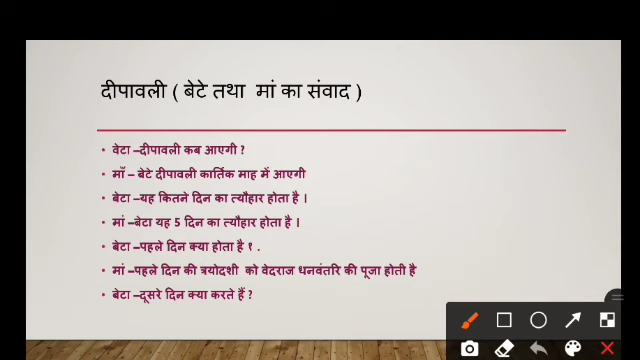 दीपावली ( बेटे तथा मां का संवाद )
• वेटा –दीपावली कब आएगी ?
• माँ – बेटे दीपावली कार्तिक माह में आएगी
• बेटा –यह कितने दिन का त्यौहार होता है ।
• मां –बेटा यह 5 दिन का त्यौहार होता है ।
• बेटा –पहले दिन क्या होता है १ .
• मां –पहले दिन की त्रयोदशी को वेदराज धनवंतरि की पूजा होती है
• बेटा –दूसरे दिन क्या करते हैं ?